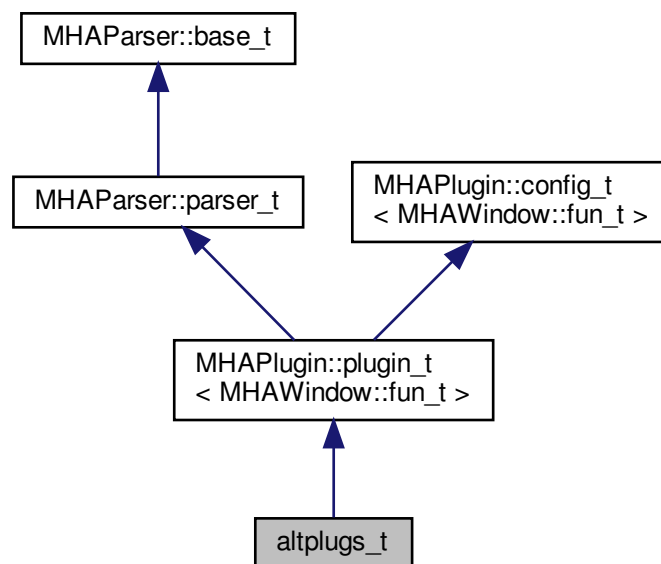 MHAParser::base_t
MHAParser::parser_t
MHAPlugin::config_t
< MHAWindow::fun_t >
MHAPlugin::plugin_t
< MHAWindow::fun_t >
altplugs_t